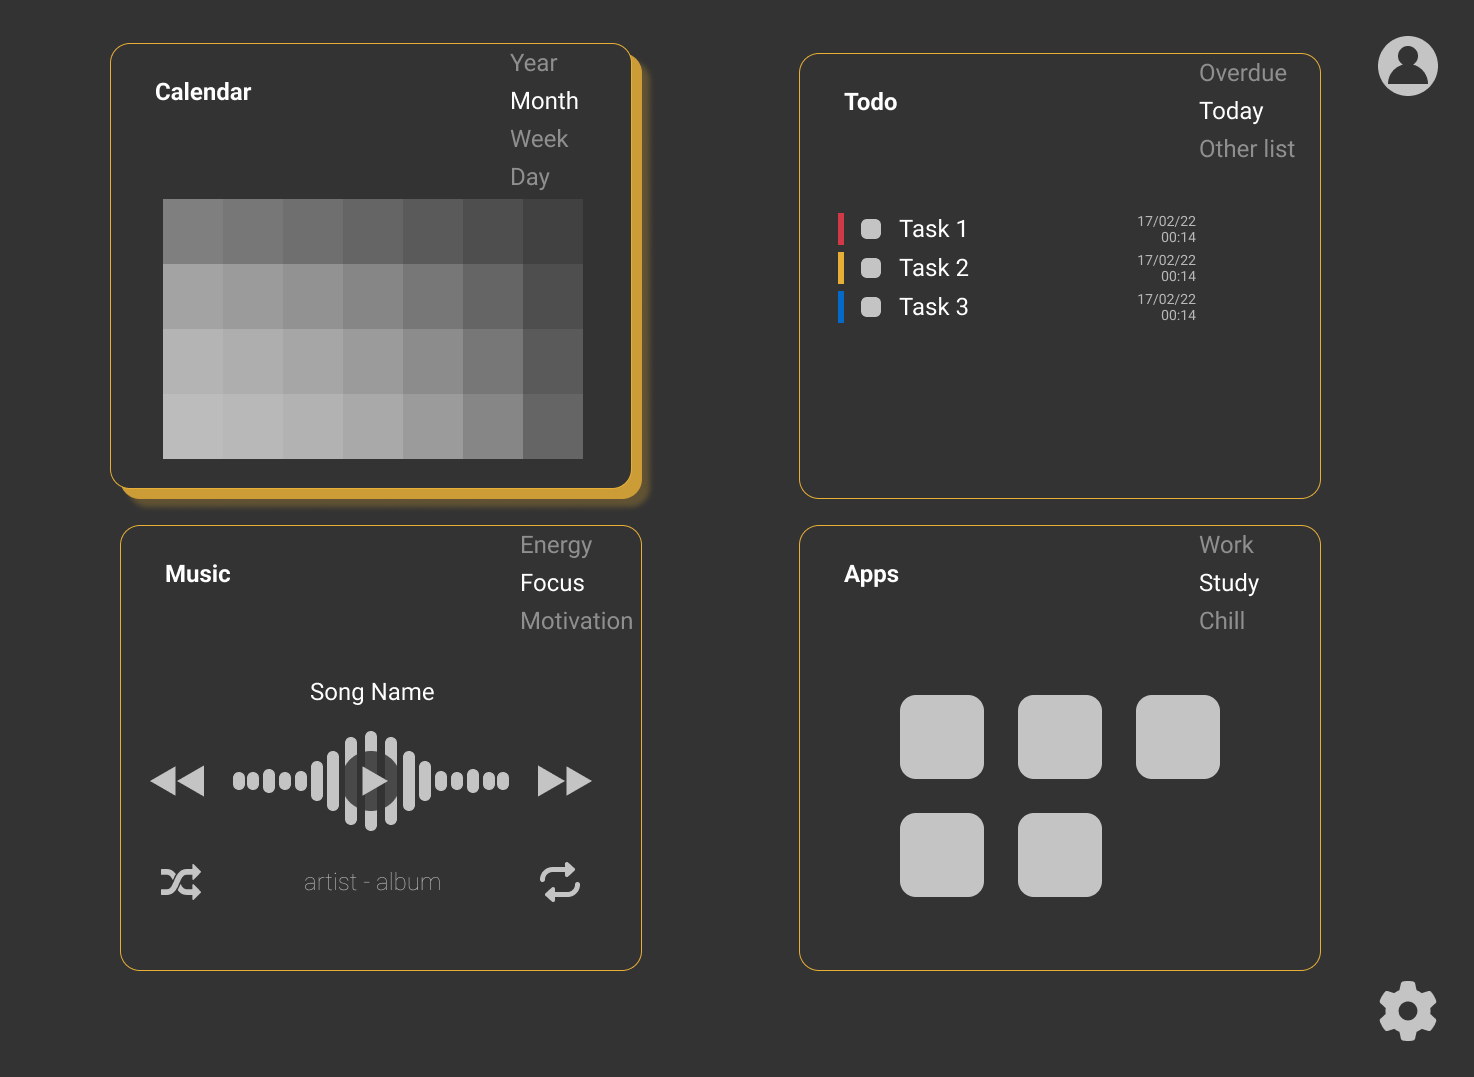 Calendar
Year
Month
Week
Day
Todo
Overdue
Today
Other list
Task 1
17/02/22
00:14
Task 2
17/02/22
00:14
Task 3
17/02/22
00:14
Music
Energy
Focus
Motivation
Song Name
artist - album
Apps
Work
Study
Chill